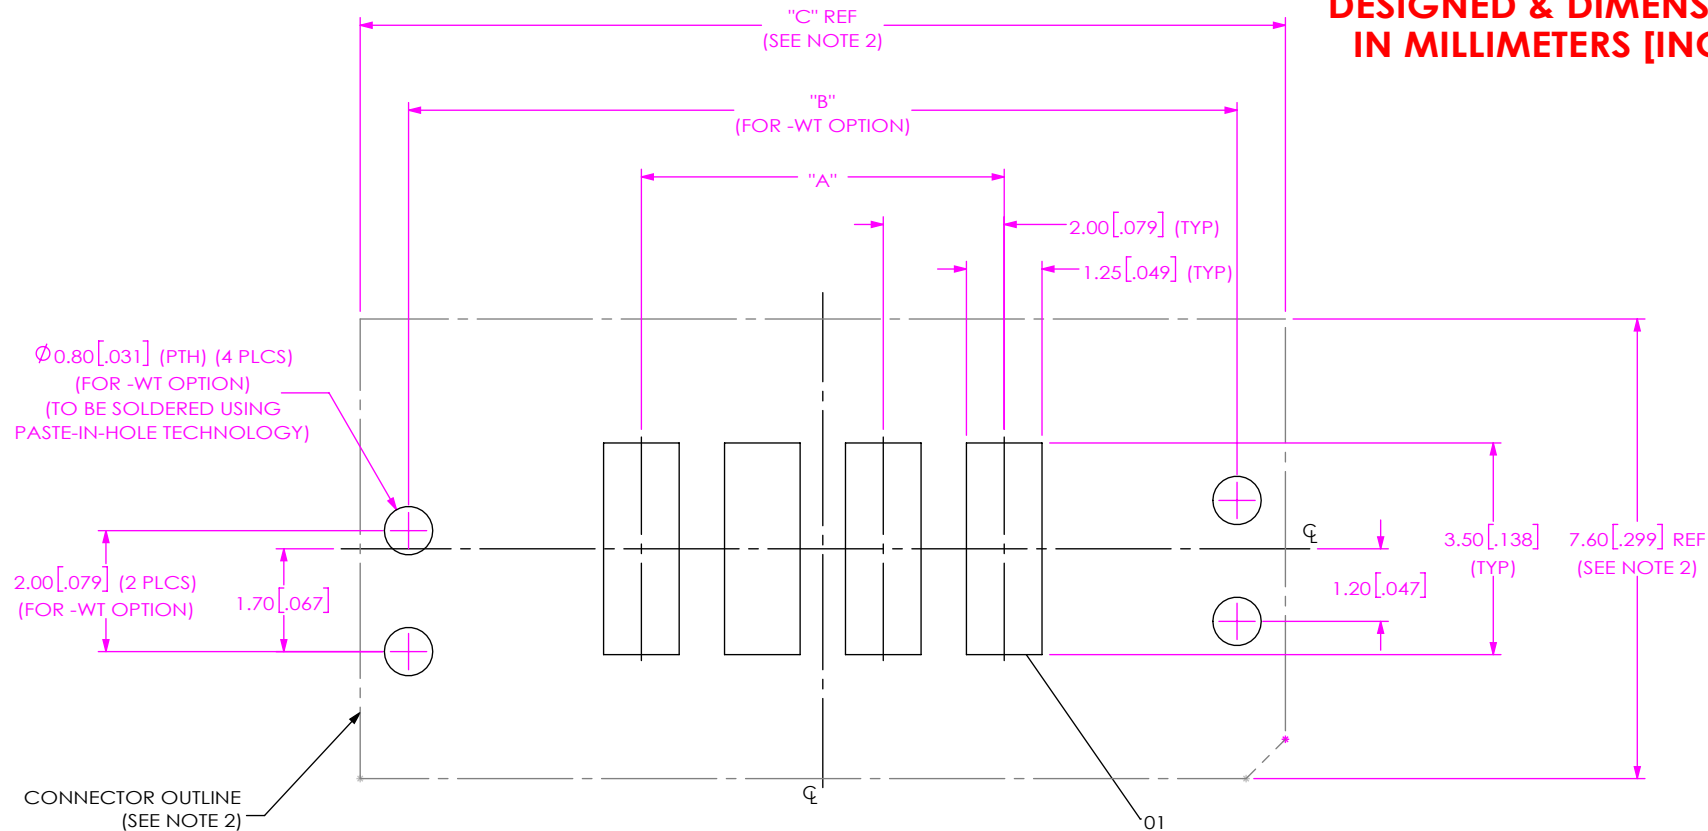 "C" REF
(SEE NOTE 2)
DESIGNED & DIMENS
IN MILLIMETERS [IN
"B"
(FOR -WT OPTION)
"A"
2.00[.079] (TYP)
1.25[.049] (TYP)
Ø0.80[.031] (PTH) (4 PLCS)
(FOR -WT OPTION)
(TO BE SOLDERED USING
PASTE-IN-HOLE TECHNOLOGY)
℄
3.50[.138]
(TYP)
7.60[.299] REF
(SEE NOTE 2)
2.00[.079] (2 PLCS)
(FOR -WT OPTION)
1.70[.067]
1.20[.047]
CONNECTOR OUTLINE
(SEE NOTE 2)
℄
01